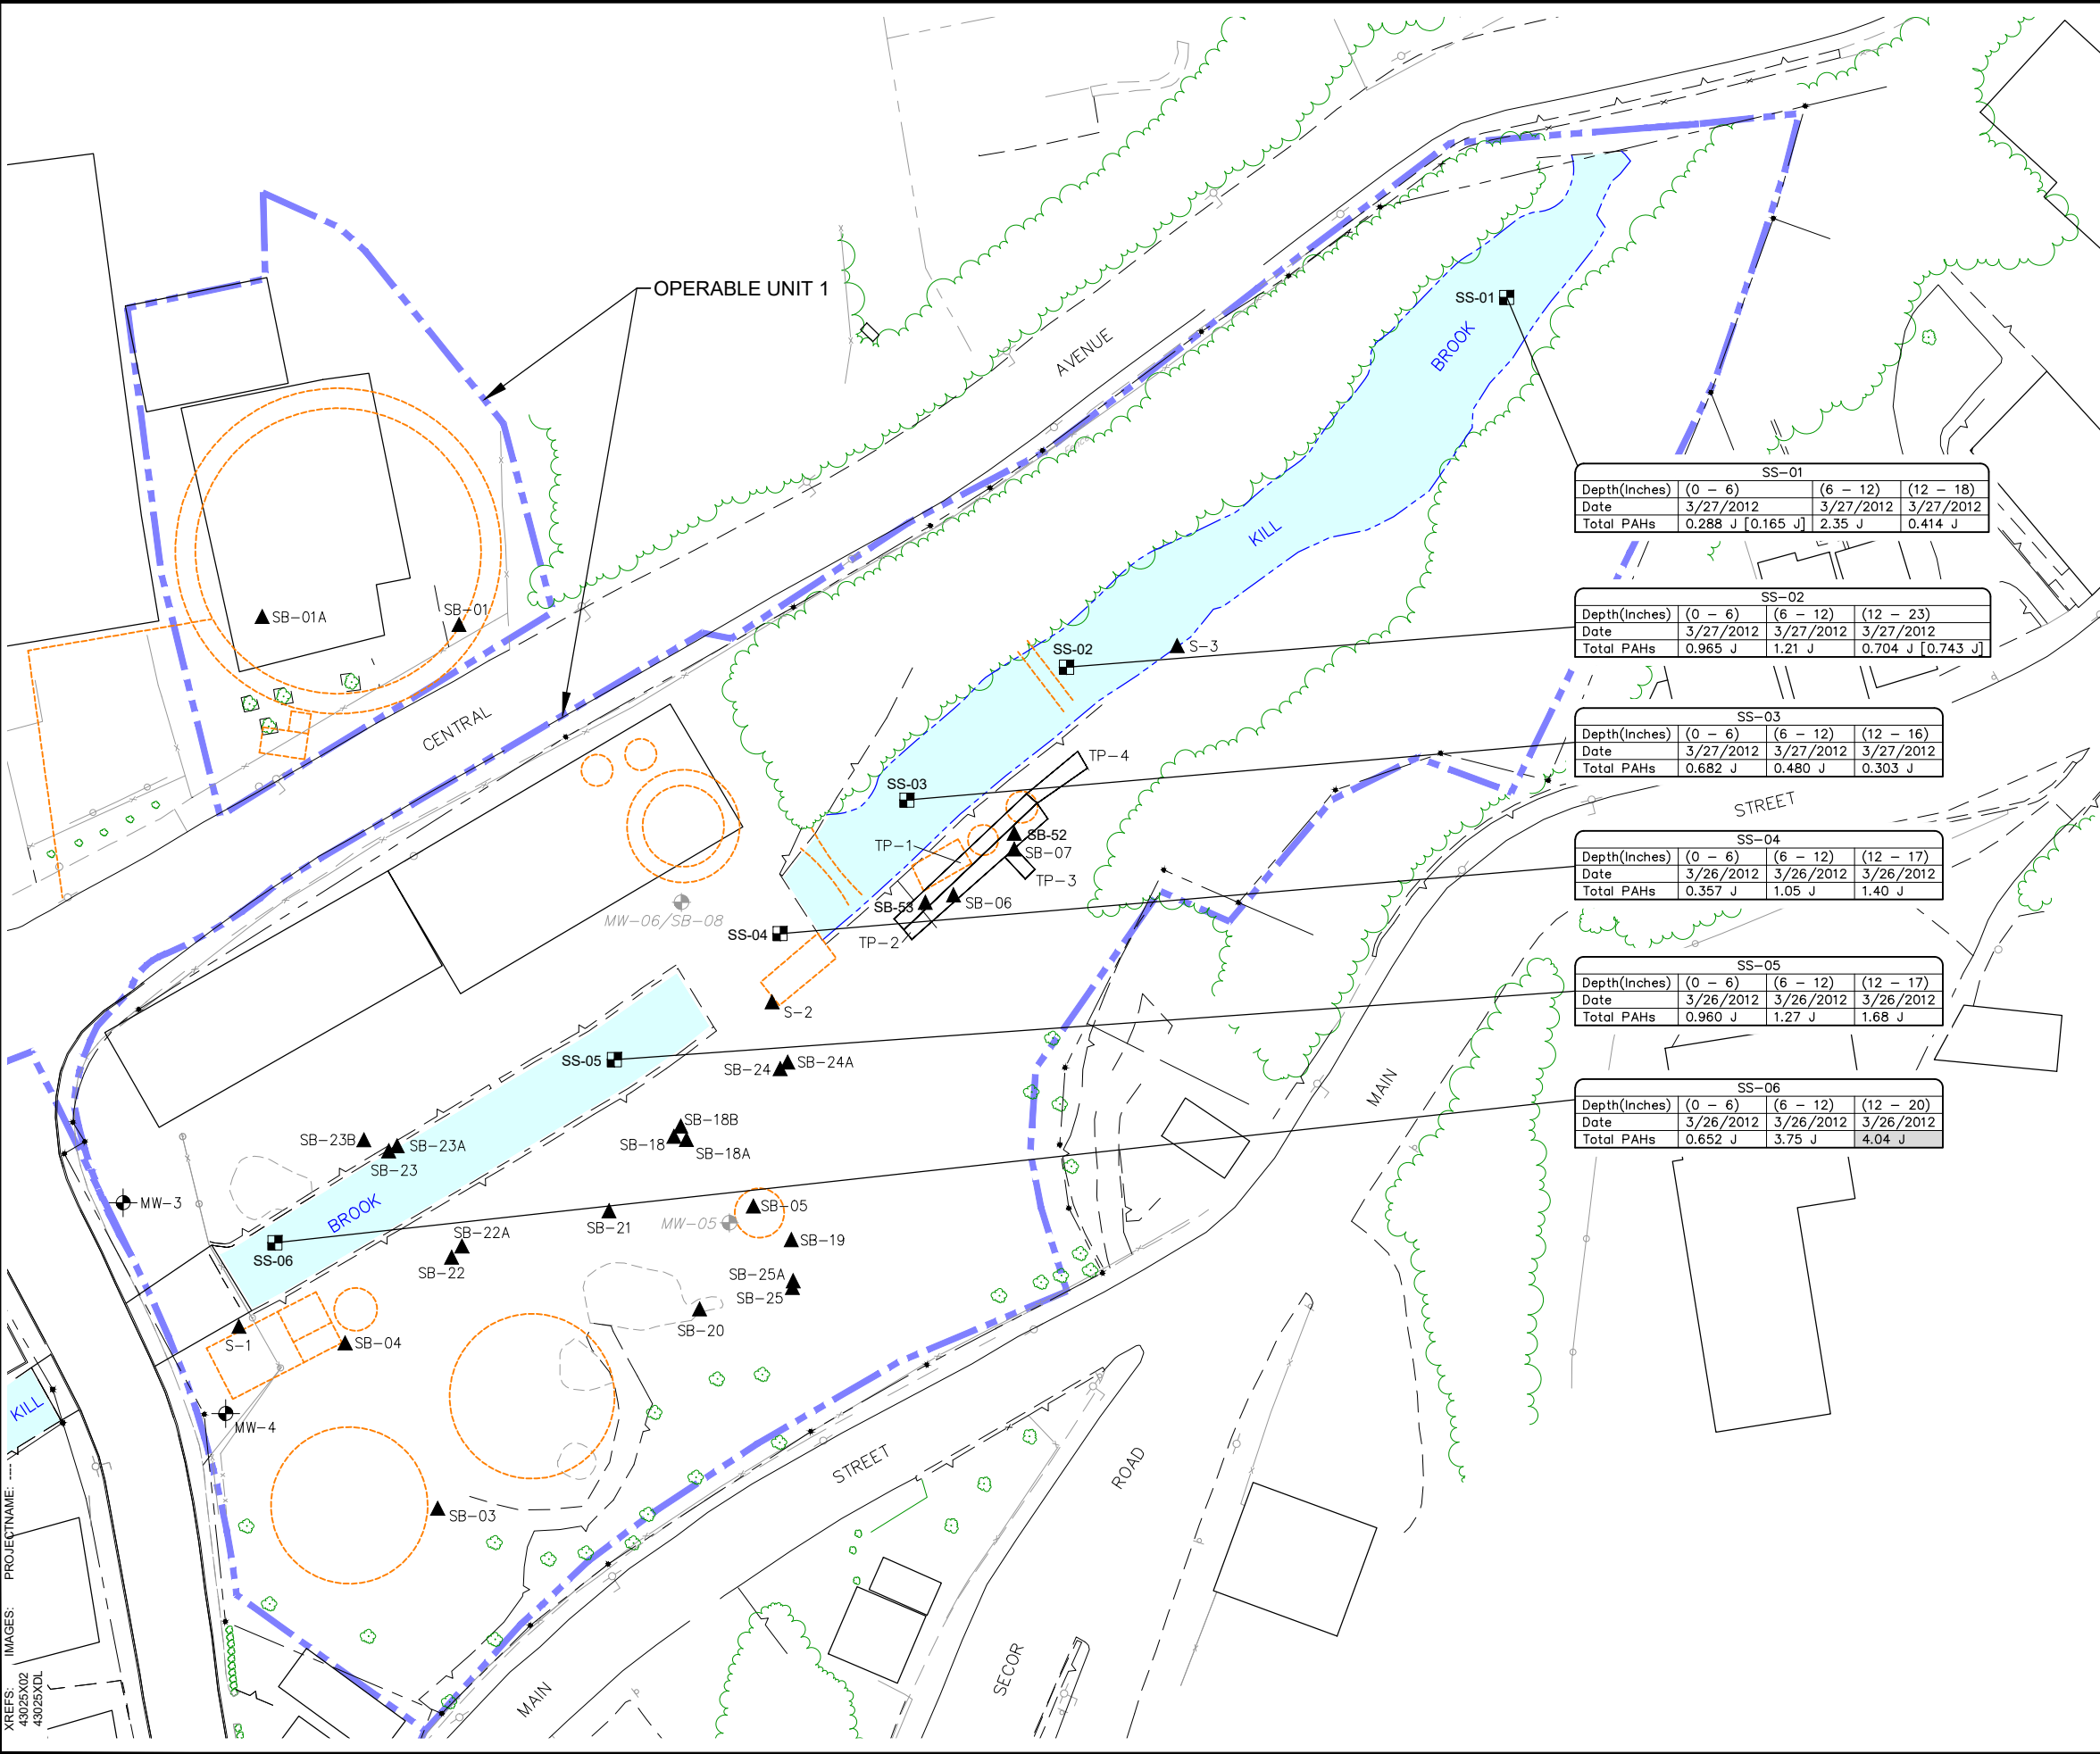 OPERABLE UNIT 1
AVENUE
SS-01
BROOK
KILL
SB-01A
SB-01
CENTRAL
SS-02
S-3
SS-03
TP-4
TP-1
SB-52
SB-07
TP-3
SB-53
SB-06
TP-2
MW-06/SB-08
SS-04
S-2
SS-05
SB-24
SB-24A
SB-18B
SB-18
SB-18A
SB-23B
SB-23A
SB-23
MW-3
BROOK
SS-06
SB-22A
SB-22
SB-21
MW-05
SB-05
SB-19
SB-25A
SB-25
SB-20
S-1
SB-04
KILL
MW-4
SB-03
STREET
MAIN
STREET
MAIN
ROAD
SECOR
SS-01
Depth(Inches) (0 - 6) (6 - 12) (12 - 18)
Date 3/27/2012 3/27/2012 3/27/2012
Total PAHs 0.288 J [0.165 J] 2.35 J 0.414 J
SS-02
Depth(Inches) (0 - 6) (6 - 12) (12 - 23)
Date 3/27/2012 3/27/2012 3/27/2012
Total PAHs 0.965 J 1.21 J 0.704 J [0.743 J]
SS-03
Depth(Inches) (0 - 6) (6 - 12) (12 - 16)
Date 3/27/2012 3/27/2012 3/27/2012
Total PAHs 0.682 J 0.480 J 0.303 J
SS-04
Depth(Inches) (0 - 6) (6 - 12) (12 - 17)
Date 3/26/2012 3/26/2012 3/26/2012
Total PAHs 0.357 J 1.05 J 1.40 J
SS-05
Depth(Inches) (0 - 6) (6 - 12) (12 - 17)
Date 3/26/2012 3/26/2012 3/26/2012
Total PAHs 0.960 J 1.27 J 1.68 J
SS-06
Depth(Inches) (0 - 6) (6 - 12) (12 - 20)
Date 3/26/2012 3/26/2012 3/26/2012
Total PAHs 0.652 J 3.75 J 4.04 J
XREFS: IMAGES: PROJECTNAME: ----
43025X02
43025XDL